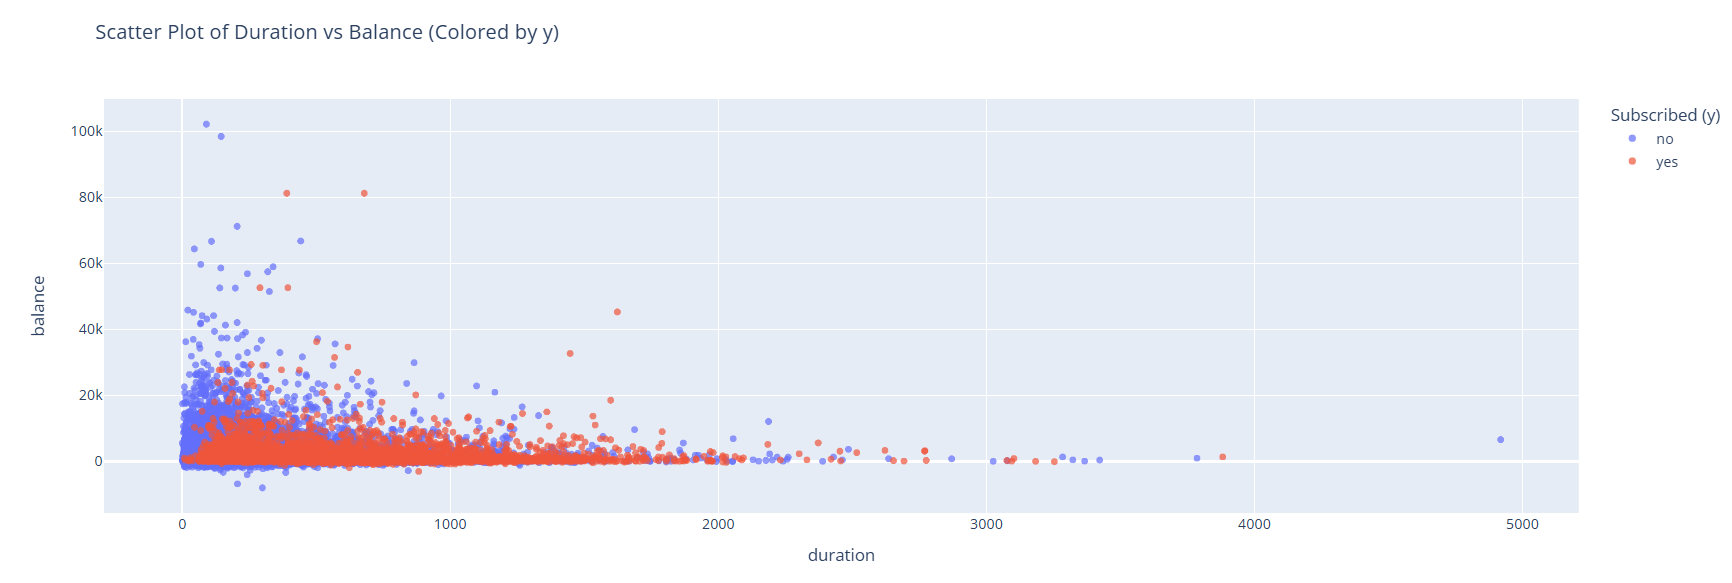 Scatter Plot of Duration vs Balance (Colored by y)
Subscribed (y)
no
yes
100k
80k
60k
40k
20k
0
balance
0 1000 2000 3000 4000 5000
duration